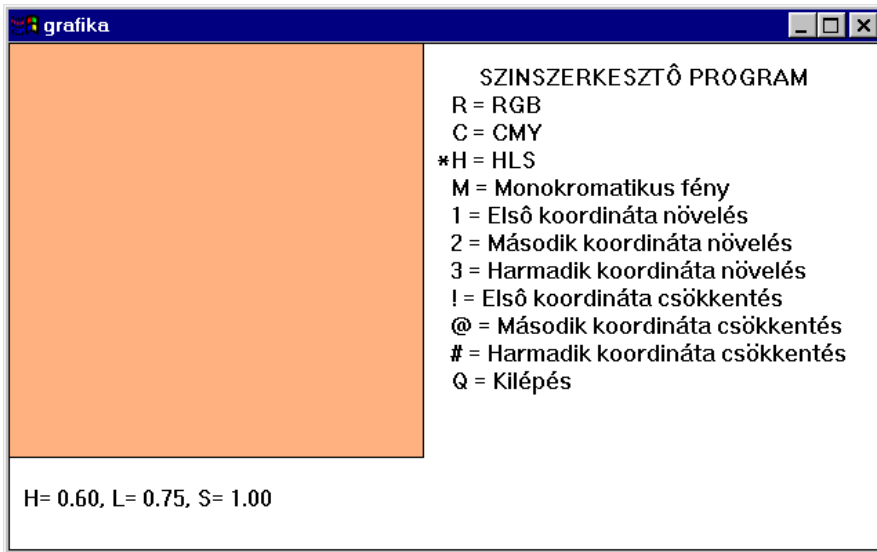 grafika
SZINSZERKESZTÔ PROGRAM
R = RGB
C = CMY
*H = HLS
M = Monokromatikus fény
1 = Elsô koordináta növelés
2 = Második koordináta növelés
3 = Harmadik koordináta növelés
! = Elsô koordináta csökkentés
@ = Második koordináta csökkentés
# = Harmadik koordináta csökkentés
Q = Kilépés
H= 0.60, L= 0.75, S= 1.00